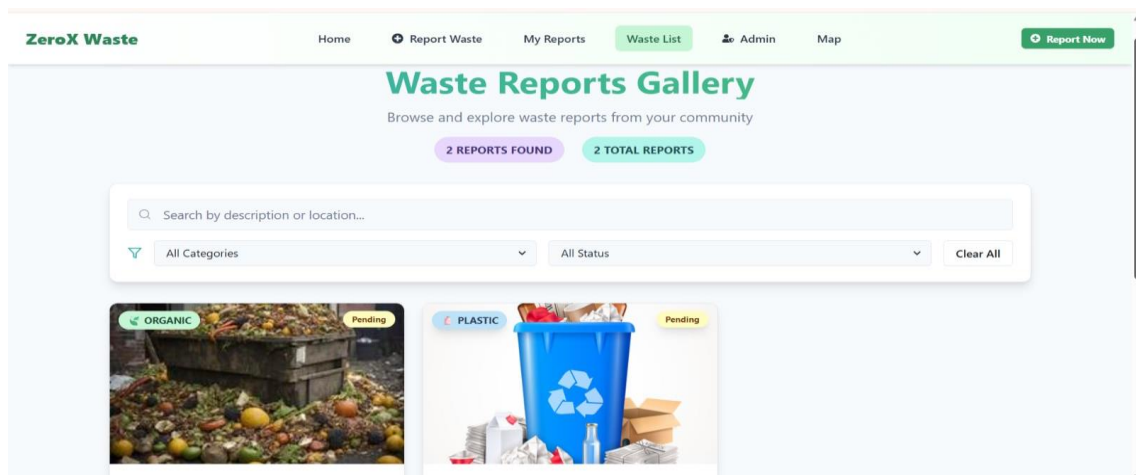 ZeroX Waste Home Report Waste My Reports Waste List Admin Map Report Now
Waste Reports Gallery
Browse and explore waste reports from your community
2 REPORTS FOUND 2 TOTAL REPORTS
Search by description or location...
All Categories All Status Clear All
ORGANIC Pending PLASTIC Pending